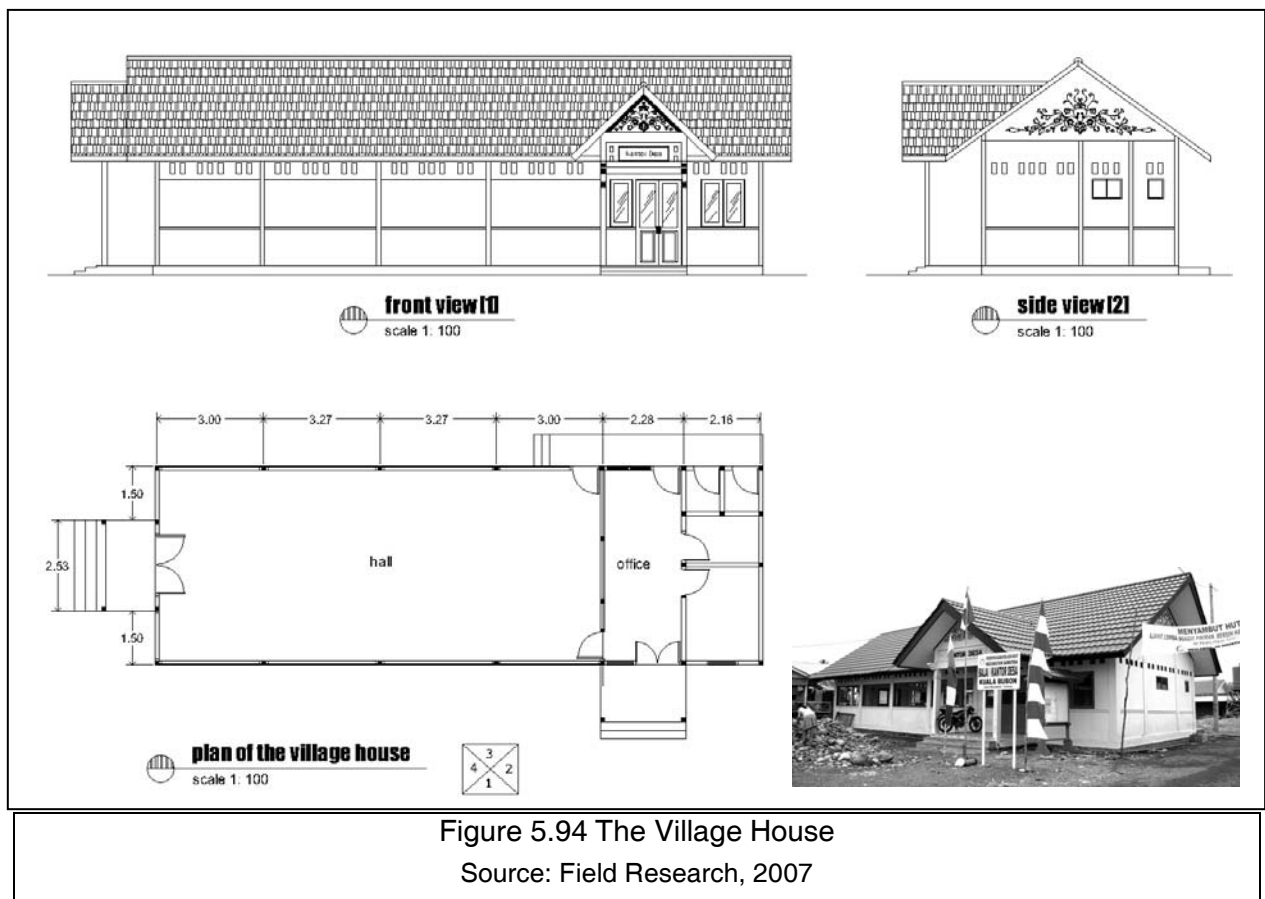 Kantor Desa
front view [1]
scale 1: 100
side view [2]
scale 1: 100
3.00
3.27
3.27
3.00
2.28
2.16
1.50
2.53
1.50
hall
office
plan of the village house
scale 1: 100
3
4
2
1
KANTOR DESA
BALAI / KANTOR DESA
KUALA BUBON
MENYAMBUT HUT
Figure 5.94 The Village House
Source: Field Research, 2007